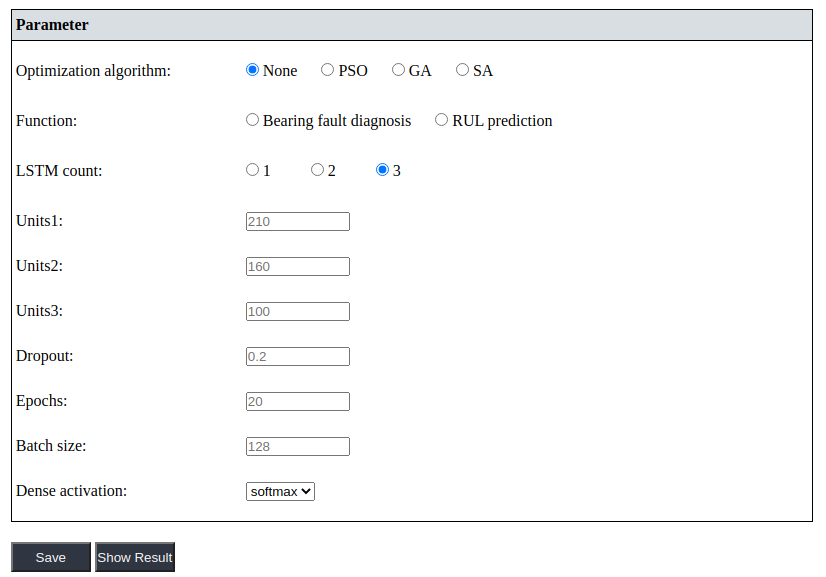 Parameter
Optimization algorithm: None PSO GA SA
Function: Bearing fault diagnosis RUL prediction
LSTM count: 1 2 3
Units1: 210
Units2: 160
Units3: 100
Dropout: 0.2
Epochs: 20
Batch size: 128
Dense activation: softmax
Save Show Result